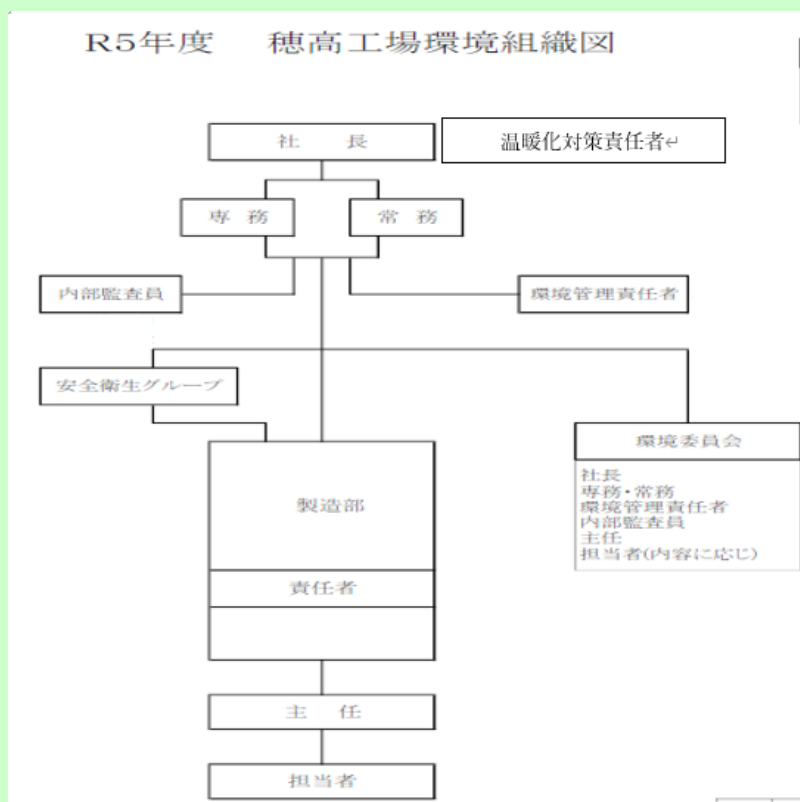 R5年度 穂高工場環境組織図
社 長
温暖化対策責任者↵
専 務
常 務
内部監査員
環境管理責任者
安全衛生グループ
環境委員会
社長
専務・常務
環境管理責任者
内部監査員
主任
担当者(内容に応じ)
製造部
責任者
主 任
担当者